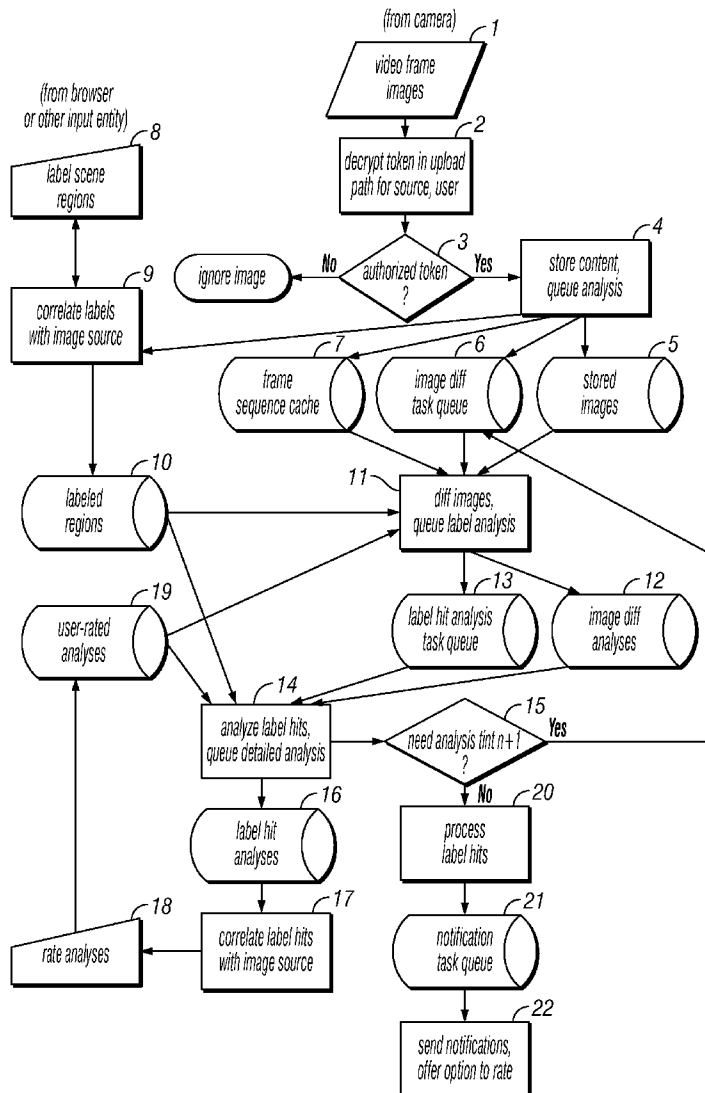 (from camera)
1
video frame
images
(from browser
or other input entity)
8
label scene
regions
2
decrypt token in upload
path for source, user
3
authorized token
?
No
Yes
ignore image
4
store content,
queue analysis
9
correlate labels
with image source
7
frame
sequence cache
6
image diff
task queue
5
stored
images
10
labeled
regions
11
diff images,
queue label analysis
19
user-rated
analyses
13
label hit analysis
task queue
12
image diff
analyses
14
analyze label hits,
queue detailed analysis
15
need analysis tint n+1
?
Yes
No
16
label hit
analyses
20
process
label hits
18
rate analyses
17
correlate label hits
with image source
21
notification
task queue
22
send notifications,
offer option to rate